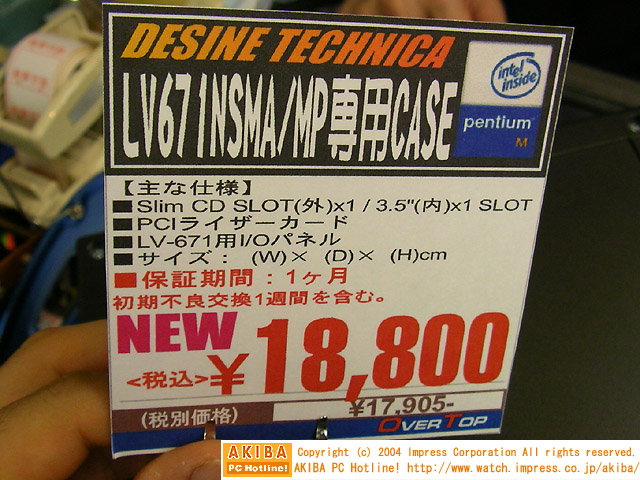 DESINE TECHNICA
LV671NSMA/MP専用CASE
intel inside
pentium M
【主な仕様】
■Slim CD SLOT(外)x1 / 3.5"(内)x1 SLOT
■PCIライザーカード
■LV-671用I/Oパネル
■サイズ： (W)× (D)× (H)cm
■保証期間：1ヶ月
初期不良交換1週間を含む。
NEW
<税込>¥18,800
(税別価格) ¥17,905-
OVERTOP
AKIBA PC Hotline!
Copyright (c) 2004 Impress Corporation All rights reserved.
AKIBA PC Hotline! http://www.watch.impress.co.jp/akiba/